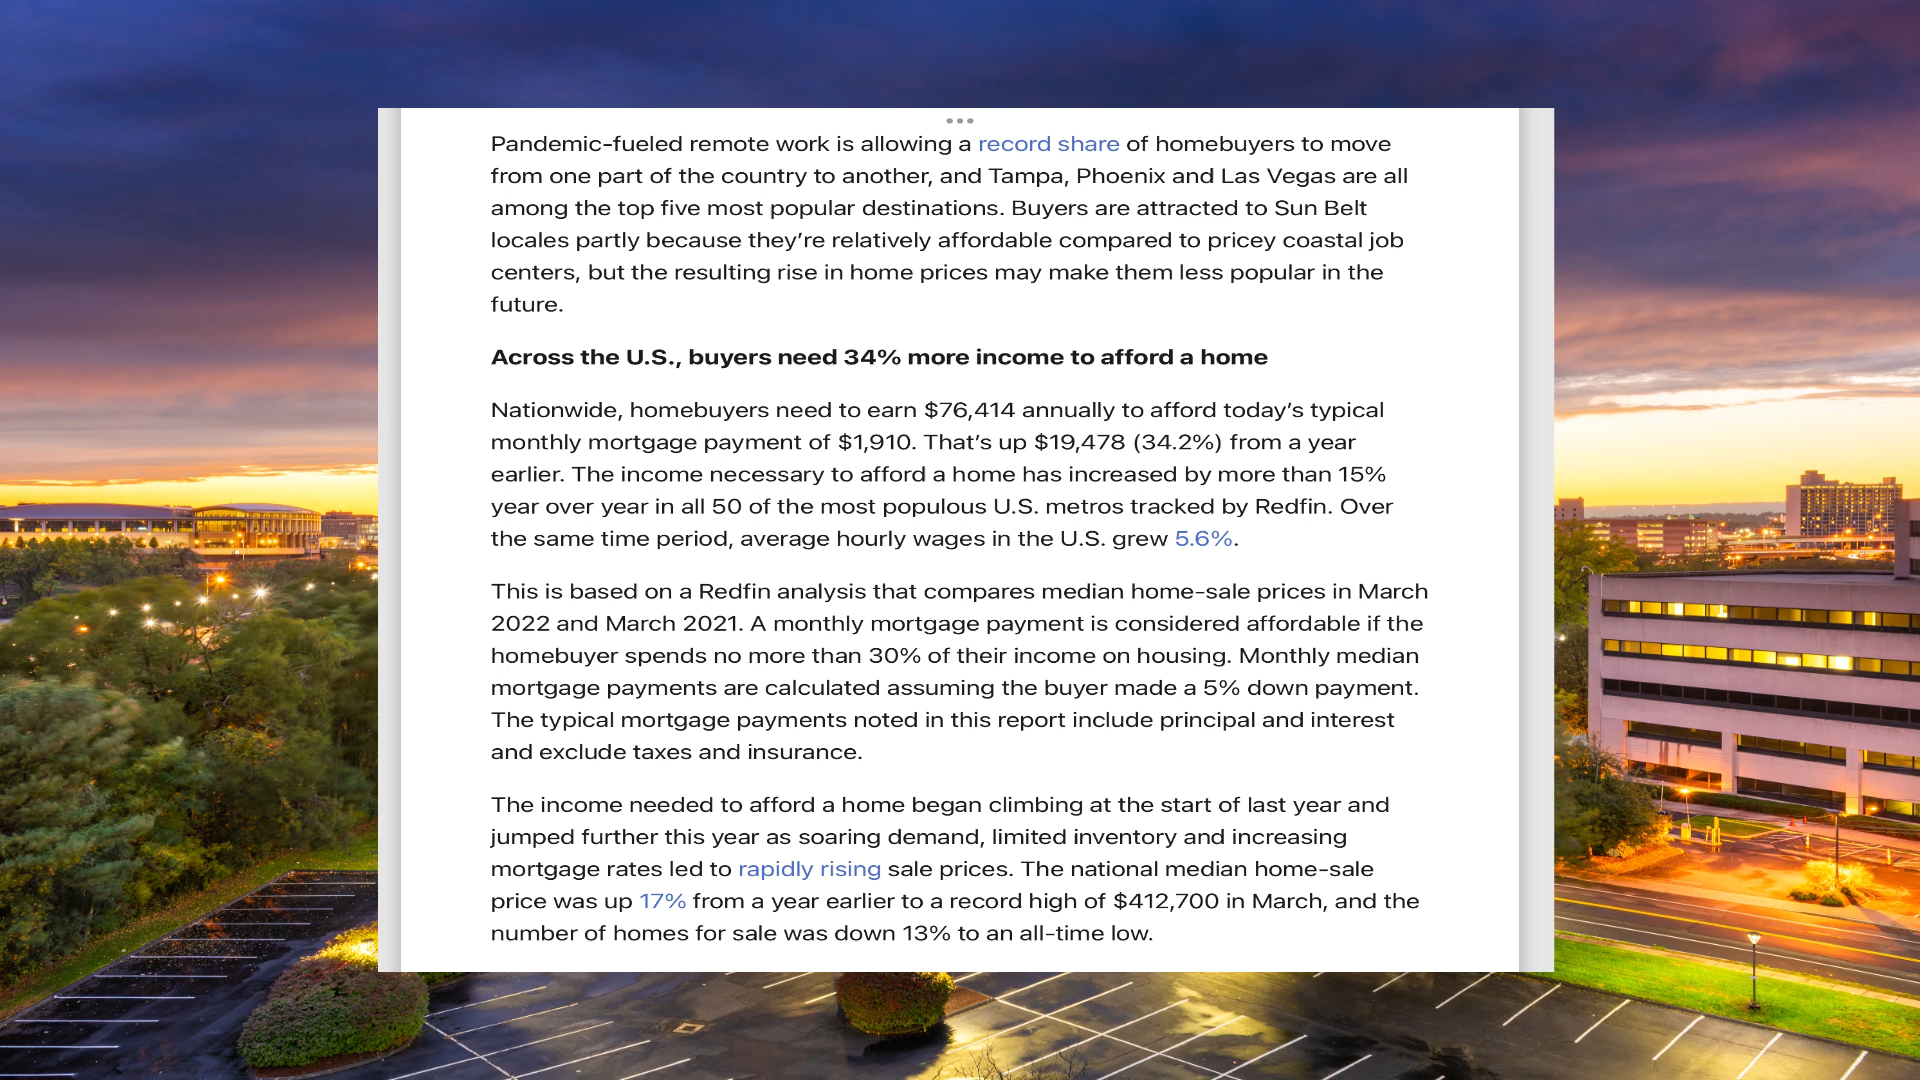 Pandemic-fueled remote work is allowing a record share of homebuyers to move
from one part of the country to another, and Tampa, Phoenix and Las Vegas are all
among the top five most popular destinations. Buyers are attracted to Sun Belt
locales partly because they’re relatively affordable compared to pricey coastal job
centers, but the resulting rise in home prices may make them less popular in the
future.
Across the U.S., buyers need 34% more income to afford a home
Nationwide, homebuyers need to earn $76,414 annually to afford today’s typical
monthly mortgage payment of $1,910. That’s up $19,478 (34.2%) from a year
earlier. The income necessary to afford a home has increased by more than 15%
year over year in all 50 of the most populous U.S. metros tracked by Redfin. Over
the same time period, average hourly wages in the U.S. grew 5.6%.
This is based on a Redfin analysis that compares median home-sale prices in March
2022 and March 2021. A monthly mortgage payment is considered affordable if the
homebuyer spends no more than 30% of their income on housing. Monthly median
mortgage payments are calculated assuming the buyer made a 5% down payment.
The typical mortgage payments noted in this report include principal and interest
and exclude taxes and insurance.
The income needed to afford a home began climbing at the start of last year and
jumped further this year as soaring demand, limited inventory and increasing
mortgage rates led to rapidly rising sale prices. The national median home-sale
price was up 17% from a year earlier to a record high of $412,700 in March, and the
number of homes for sale was down 13% to an all-time low.